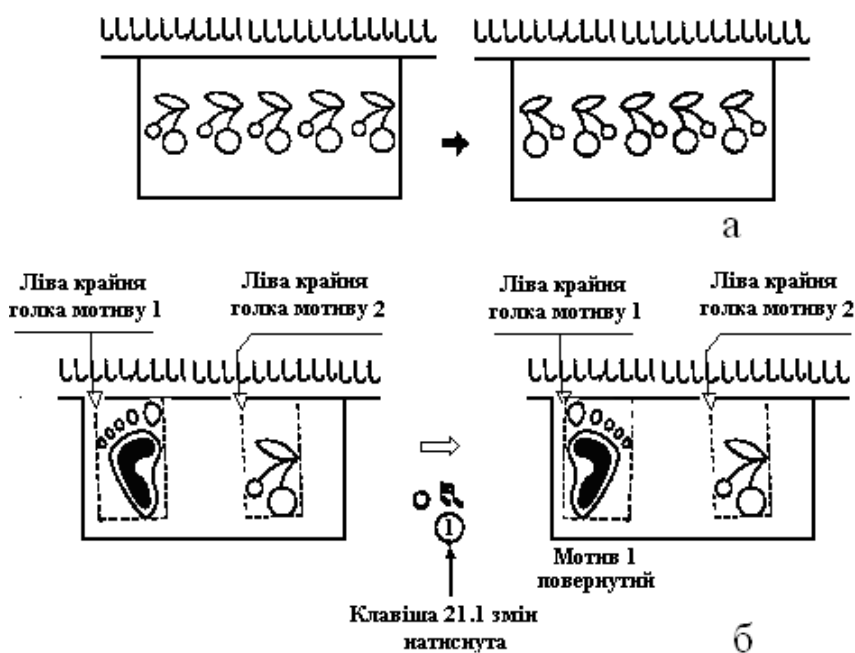 а
Ліва крайня
голка мотиву 1
Ліва крайня
голка мотиву 2
Ліва крайня
голка мотиву 1
Ліва крайня
голка мотиву 2
1
Мотив 1
повернутий
Клавіша 21.1 змін
натиснута
б